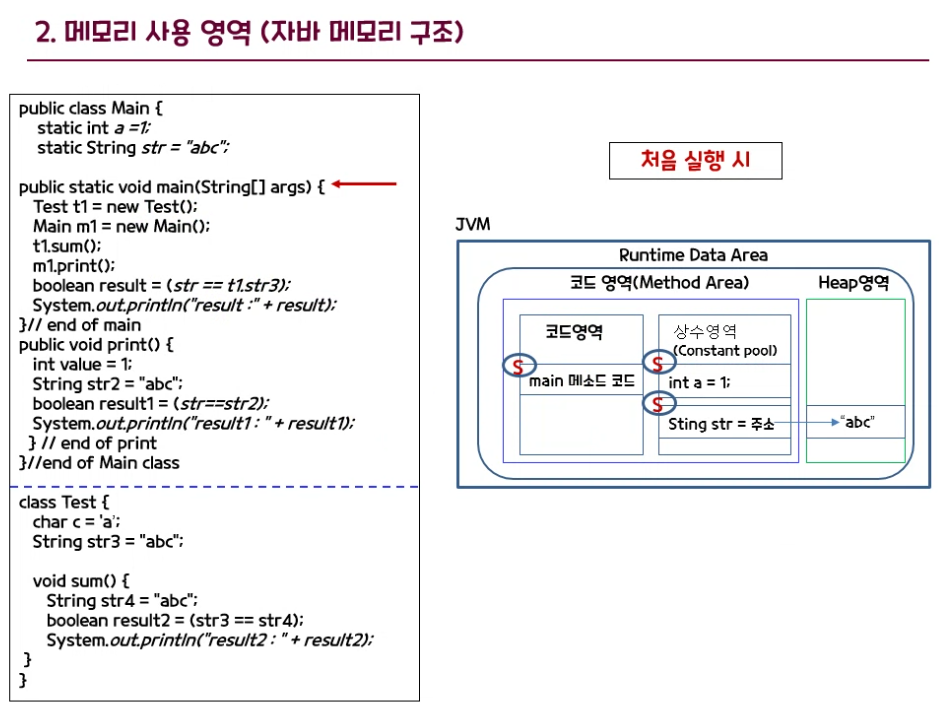 2. 메모리 사용 영역 (자바 메모리 구조)
public class Main {
static int a =1;
static String str = "abc";
public static void main(String[] args) {
Test t1 = new Test();
Main m1 = new Main();
t1.sum();
m1.print();
boolean result = (str == t1.str3);
System.out.println("result :" + result);
}// end of main
public void print() {
int value = 1;
String str2 = "abc";
boolean result1 = (str==str2);
System.out.println("result1 : " + result1);
} // end of print
}//end of Main class
class Test {
char c = 'a';
String str3 = "abc";
void sum() {
String str4 = "abc";
boolean result2 = (str3 == str4);
System.out.println("result2 : " + result2);
}
}
처음 실행 시
JVM
Runtime Data Area
코드 영역(Method Area)
Heap영역
코드영역
상수영역
(Constant pool)
S
S
main 메소드 코드
int a = 1;
S
Sting str = 주소
"abc"